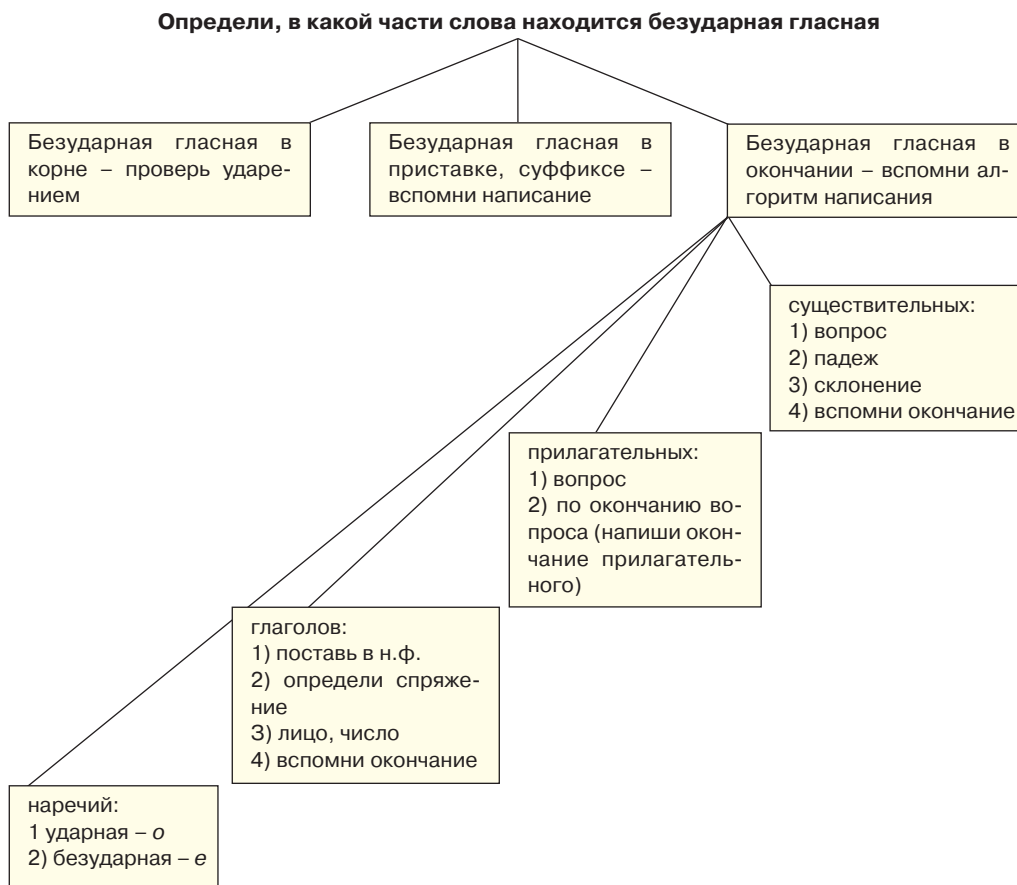 Определи, в какой части слова находится безударная гласная
Безударная гласная в
корне – проверь ударе-
нием
Безударная гласная в
приставке, суффиксе –
вспомни написание
Безударная гласная в
окончании – вспомни ал-
горитм написания
существительных:
1) вопрос
2) падеж
3) склонение
4) вспомни окончание
прилагательных:
1) вопрос
2) по окончанию во-
проса (напиши окон-
чание прилагатель-
ного)
глаголов:
1) поставь в н.ф.
2) определи спряже-
ние
3) лицо, число
4) вспомни окончание
наречий:
1 ударная – о
2) безударная – е